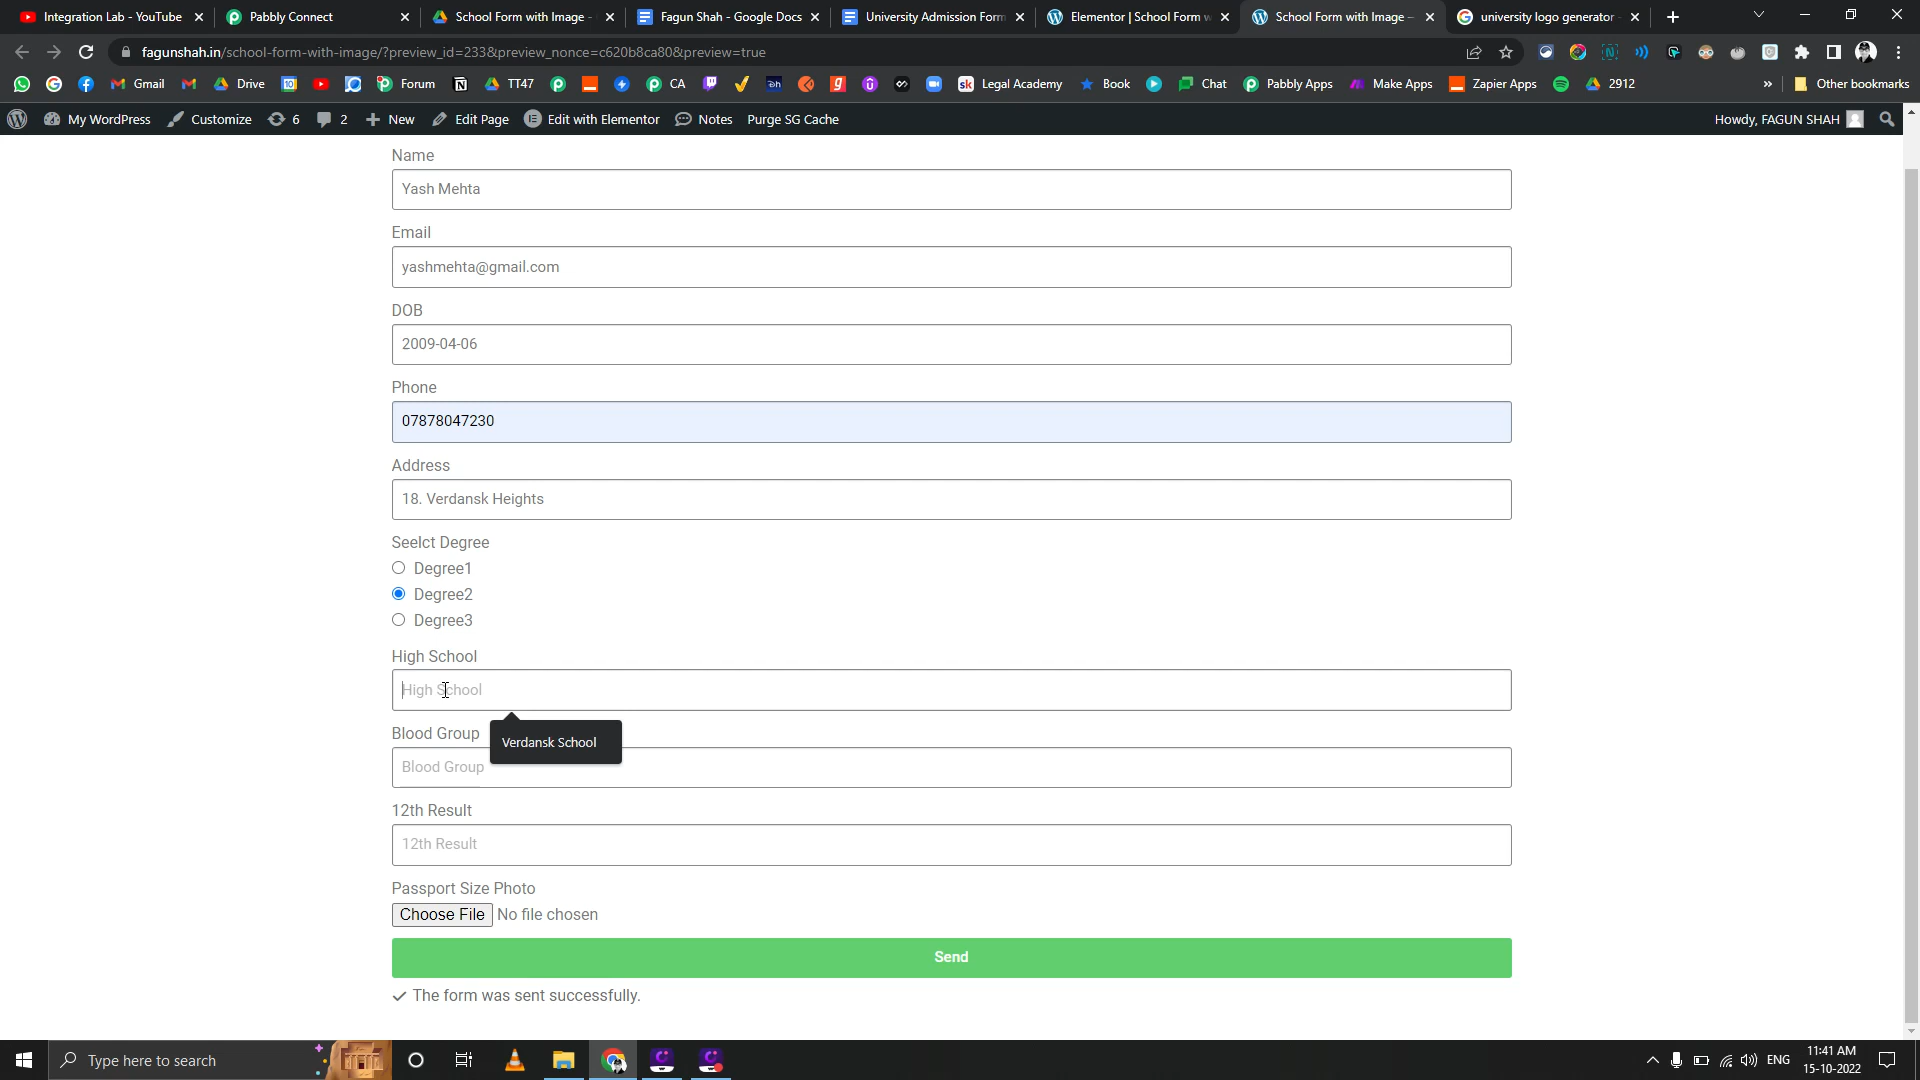 Integration Lab - YouTube
Pabbly Connect
School Form with Image -
Fagun Shah - Google Docs
University Admission Form
Elementor | School Form w
School Form with Image –
university logo generator -
fagunshah.in/school-form-with-image/?preview_id=233&preview_nonce=c620b8ca80&preview=true
Gmail
Drive
Forum
TT47
CA
Legal Academy
Book
Chat
Pabbly Apps
Make Apps
Zapier Apps
2912
»
Other bookmarks
My WordPress
Customize
6
2
New
Edit Page
Edit with Elementor
Notes
Purge SG Cache
Howdy, FAGUN SHAH
Name
Yash Mehta
Email
yashmehta@gmail.com
DOB
2009-04-06
Phone
07878047230
Address
18. Verdansk Heights
Seelct Degree
Degree1
Degree2
Degree3
High School
High School
Verdansk School
Blood Group
Blood Group
12th Result
12th Result
Passport Size Photo
Choose File No file chosen
Send
The form was sent successfully.
Type here to search
ENG
11:41 AM
15-10-2022